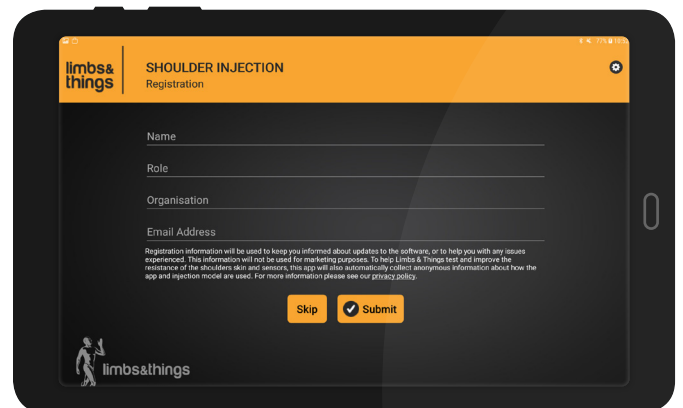 77% 16:52
limbs&
things
SHOULDER INJECTION
Registration
Name
Role
Organisation
Email Address
Registration information will be used to keep you informed about updates to the software, or to help you with any issues
experienced. This information will not be used for marketing purposes. To help Limbs & Things test and improve the
resistance of the shoulders skin and sensors, this app will also automatically collect anonymous information about how the
app and injection model are used. For more information please see our privacy policy.
Skip
Submit
limbs&things